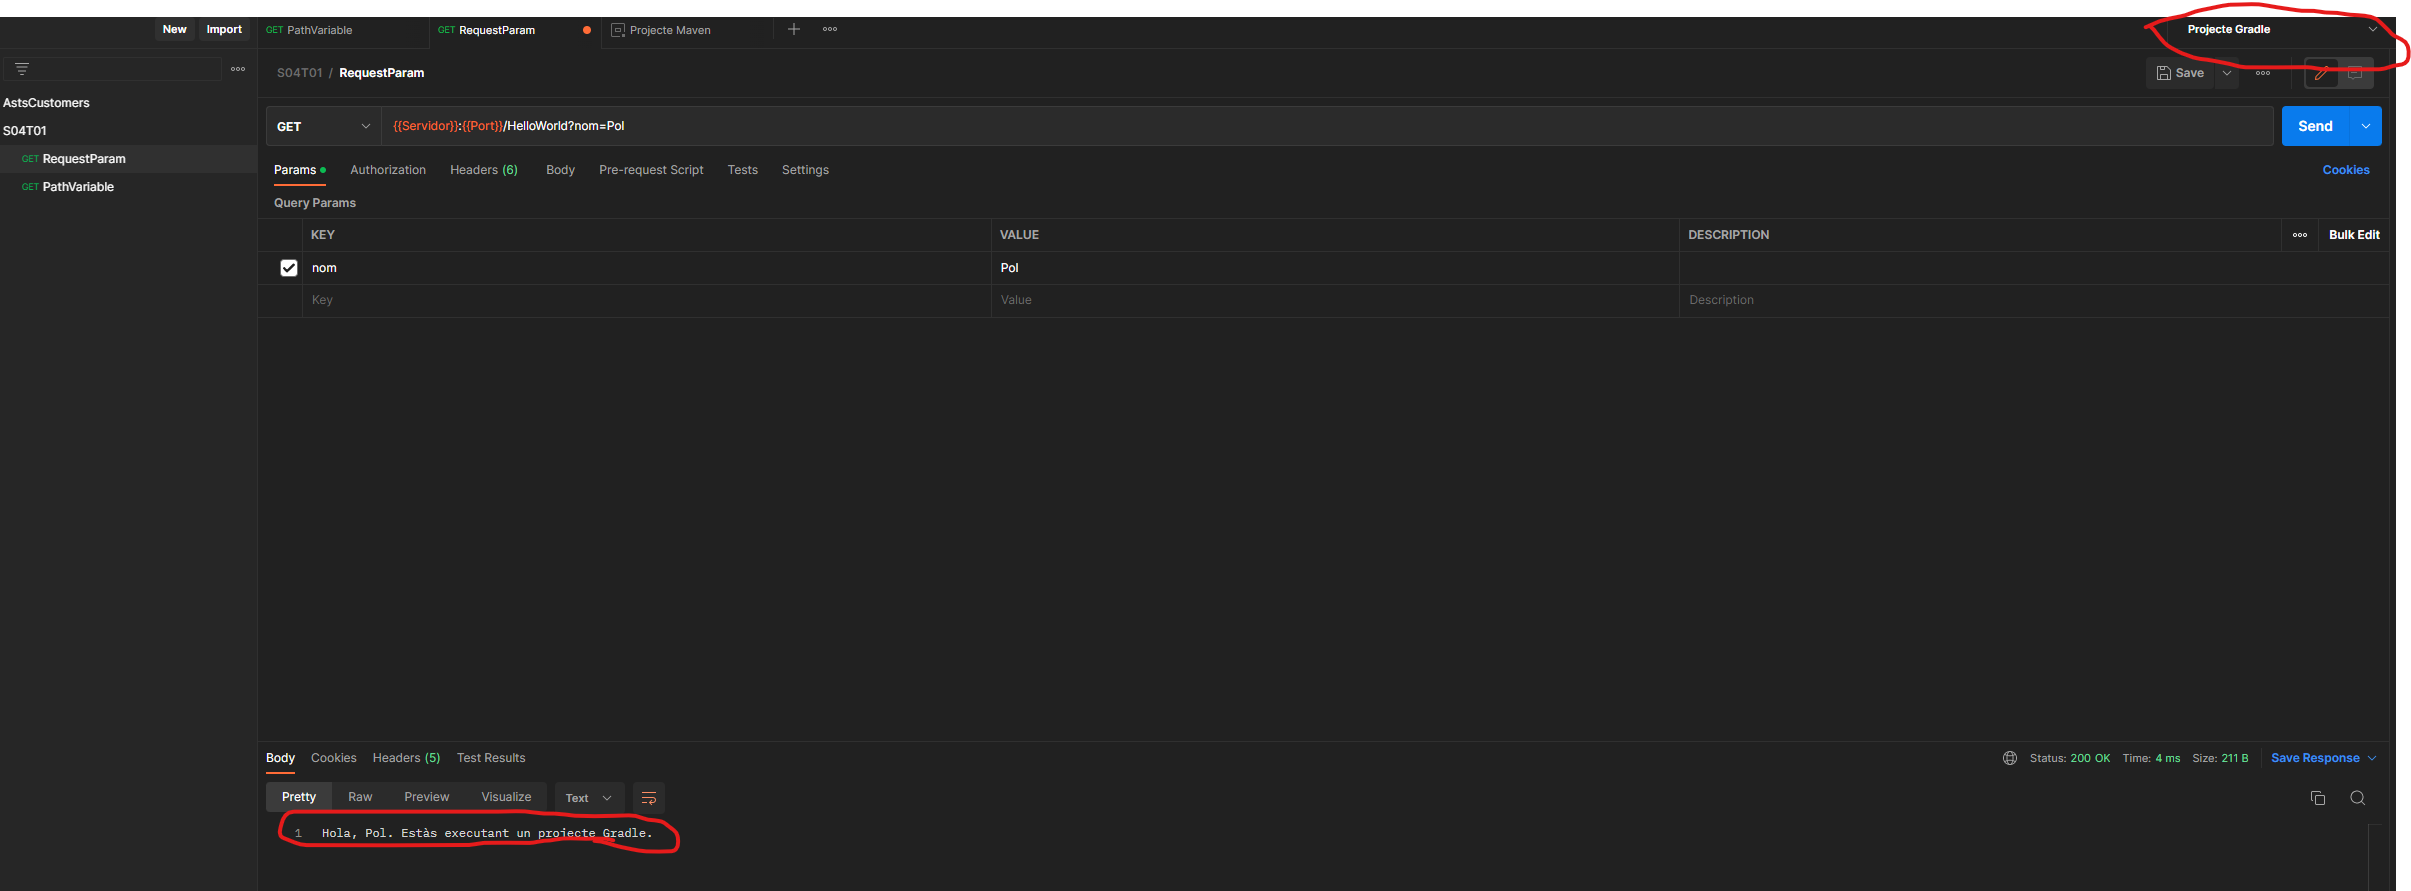 New Import GET PathVariable GET RequestParam Projecte Maven Projecte Gradle
S04T01 / RequestParam Save
AstsCustomers
S04T01
GET RequestParam
GET PathVariable
GET {{Servidor}}:{{Port}}/HelloWorld?nom=Pol Send
Params Authorization Headers (6) Body Pre-request Script Tests Settings Cookies
Query Params
KEY VALUE DESCRIPTION Bulk Edit
nom Pol
Key Value Description
Body Cookies Headers (5) Test Results Status: 200 OK Time: 4 ms Size: 211 B Save Response
Pretty Raw Preview Visualize Text
1 Hola, Pol. Estàs executant un projecte Gradle.